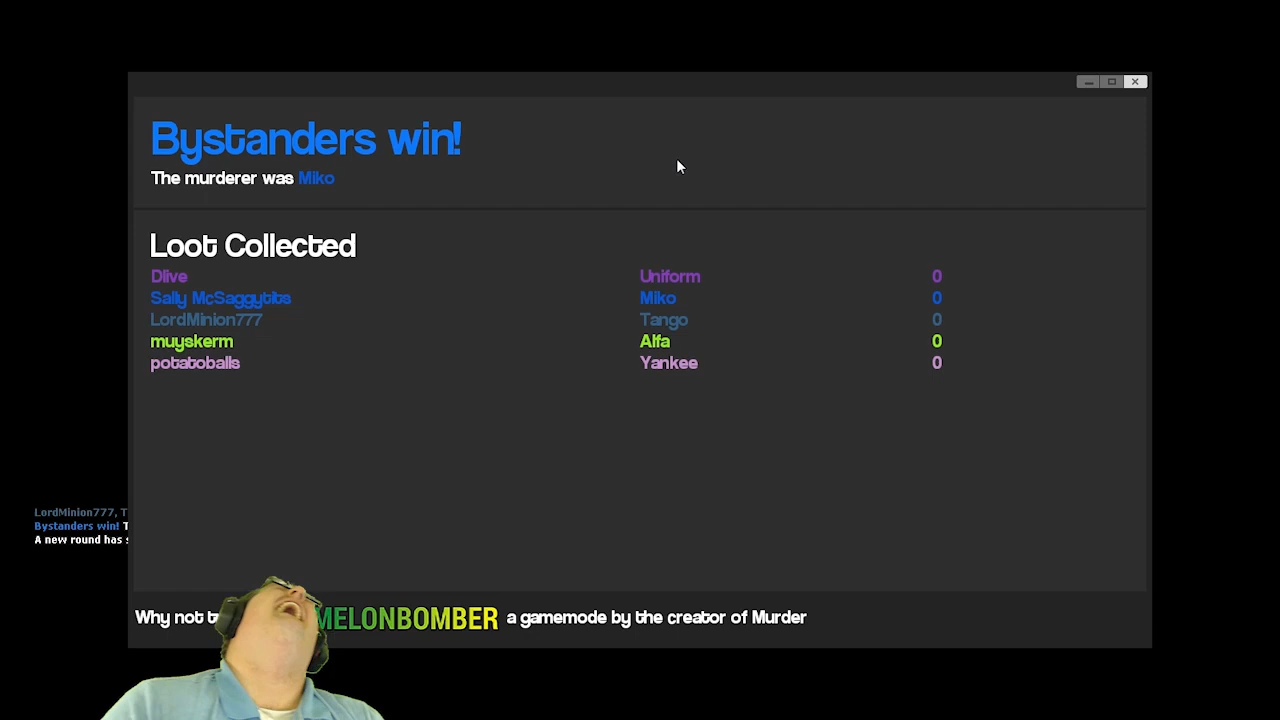 Bystanders win!
The murderer was Miko
Loot Collected
Dlive Uniform 0
Sally McSaggytits Miko 0
LordMinion777 Tango 0
muyskerm Alfa 0
potatoballs Yankee 0
LordMinion777, T
Bystanders win! T
A new round has s
Why not t MELONBOMBER a gamemode by the creator of Murder